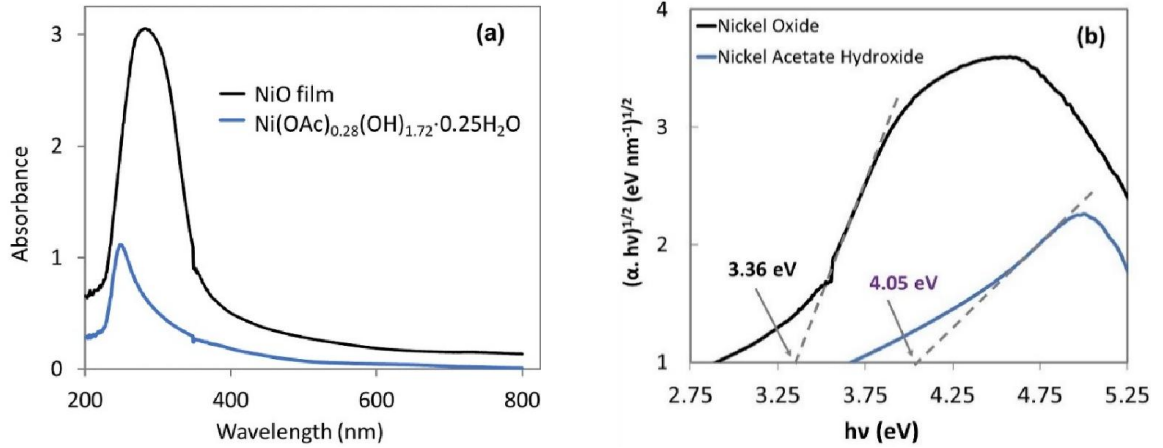 (a)
3
2
1
0
Absorbance
NiO film
Ni(OAc)₀.₂₈(OH)₁.₇₂·0.25H₂O
200
400
600
800
Wavelength (nm)
(b)
4
3
2
1
(α. hν)¹/² (eV nm⁻¹)¹/²
Nickel Oxide
Nickel Acetate Hydroxide
3.36 eV
4.05 eV
2.75
3.25
3.75
4.25
4.75
5.25
hν (eV)